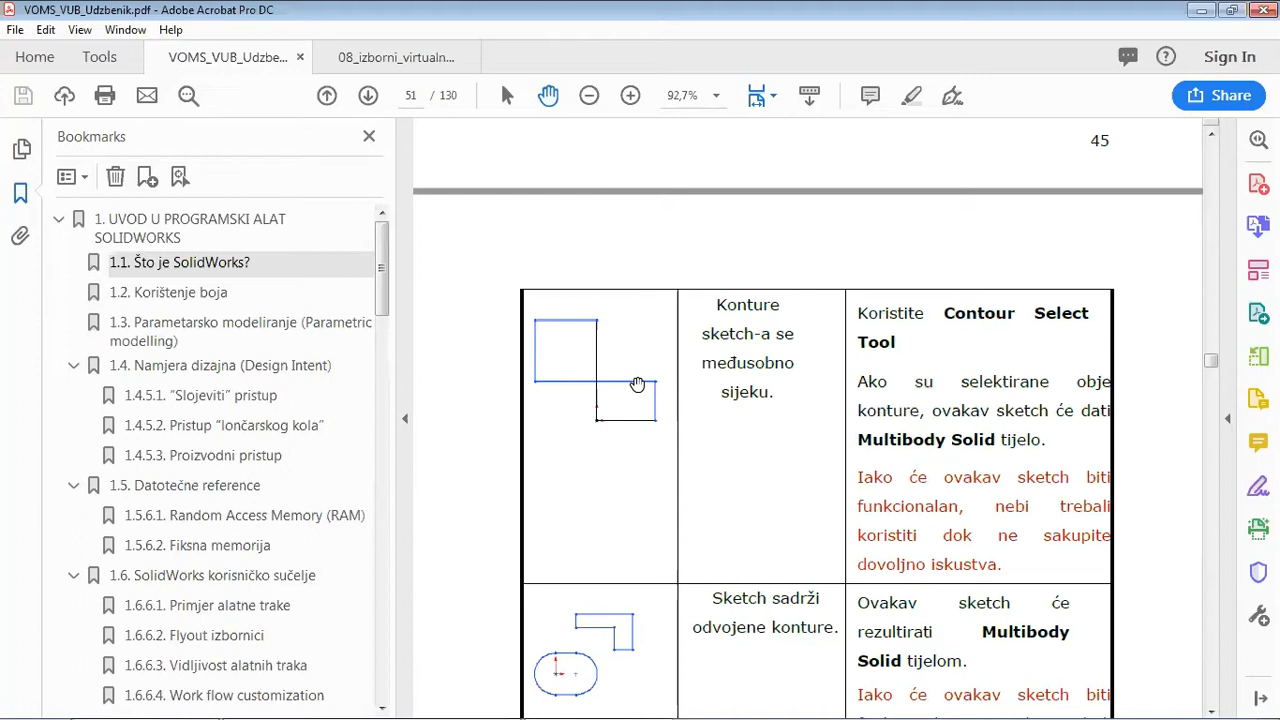 VOMS_VUB_Udzbenik.pdf - Adobe Acrobat Pro DC
File Edit View Window Help
Home Tools VOMS_VUB_Udzbe... 08_izborni_virtualn... Sign In
51 / 130 92,7% Share
Bookmarks
1. UVOD U PROGRAMSKI ALAT
SOLIDWORKS
1.1. Što je SolidWorks?
1.2. Korištenje boja
1.3. Parametarsko modeliranje (Parametric
modelling)
1.4. Namjera dizajna (Design Intent)
1.4.5.1. "Slojeviti" pristup
1.4.5.2. Pristup "lončarskog kola"
1.4.5.3. Proizvodni pristup
1.5. Datotečne reference
1.5.6.1. Random Access Memory (RAM)
1.5.6.2. Fiksna memorija
1.6. SolidWorks korisničko sučelje
1.6.6.1. Primjer alatne trake
1.6.6.2. Flyout izbornici
1.6.6.3. Vidljivost alatnih traka
1.6.6.4. Work flow customization
45
Konture
sketch-a se
međusobno
sijeku.
Koristite Contour Select
Tool
Ako su selektirane obje
konture, ovakav sketch će dati
Multibody Solid tijelo.
Iako će ovakav sketch biti
funkcionalan, nebi trebali
koristiti dok ne sakupite
dovoljno iskustva.
Sketch sadrži
odvojene konture.
Ovakav sketch će
rezultirati Multibody
Solid tijelom.
Iako će ovakav sketch biti